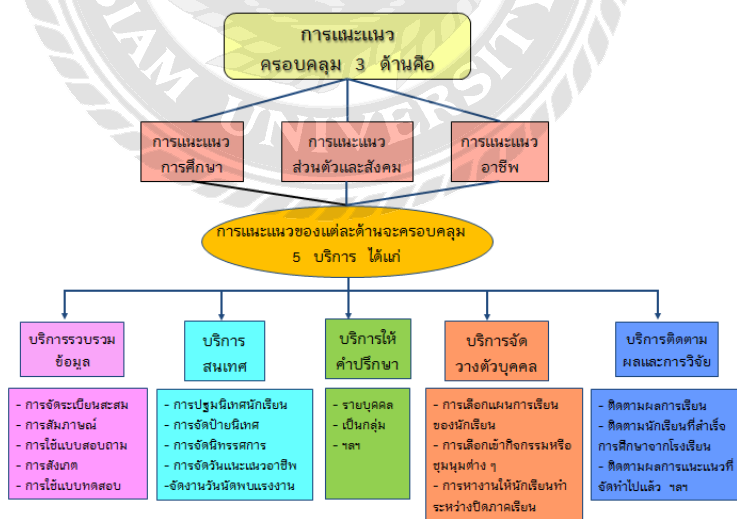 การแนะแนว
ครอบคลุม 3 ด้านคือ
SIAM UNIVERSITY
การแนะแนว
การศึกษา
การแนะแนว
ส่วนตัวและสังคม
การแนะแนว
อาชีพ
การแนะแนวของแต่ละด้านจะครอบคลุม
5 บริการ ได้แก่
บริการรวบรวม
ข้อมูล
บริการ
สนเทศ
บริการให้
คำปรึกษา
บริการจัด
วางตัวบุคคล
บริการติดตาม
ผลและการวิจัย
- การจัดระเบียนสะสม
- การสัมภาษณ์
- การใช้แบบสอบถาม
- การสังเกต
- การใช้แบบทดสอบ
- การปฐมนิเทศนักเรียน
- การจัดป้ายนิเทศ
- การจัดนิทรรศการ
- การจัดวันแนะแนวอาชีพ
-จัดงานวันนัดพบแรงงาน
- รายบุคคล
- เป็นกลุ่ม
- ฯลฯ
- การเลือกแผนการเรียน
ของนักเรียน
- การเลือกเข้ากิจกรรมหรือ
ชุมนุมต่าง ๆ
- การหางานให้นักเรียนทำ
ระหว่างปิดภาคเรียน
- ติดตามผลการเรียน
- ติดตามนักเรียนที่สำเร็จ
การศึกษาจากโรงเรียน
- ติดตามผลการแนะแนวที่
จัดทำไปแล้ว ฯลฯ